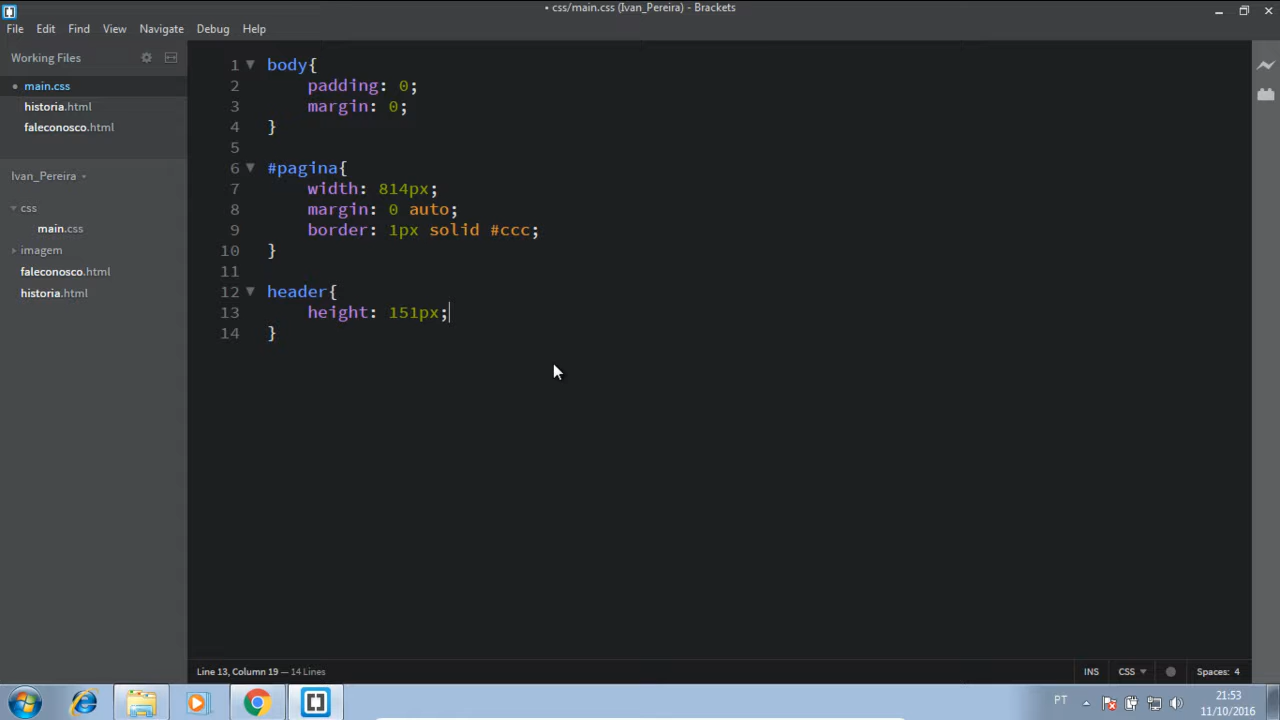 • css/main.css (Ivan_Pereira) - Brackets
File Edit View Navigate Debug Help
Working Files
main.css
historia.html
faleconosco.html
Ivan_Pereira
css
main.css
imagem
faleconosco.html
historia.html
1 body{
2 padding: 0;
3 margin: 0;
4 }
5
6 #pagina{
7 width: 814px;
8 margin: 0 auto;
9 border: 1px solid #ccc;
10 }
11
12 header{
13 height: 151px;
14 }
Line 13, Column 19 — 14 Lines
INS CSS Spaces: 4
PT
21:53
11/10/2016